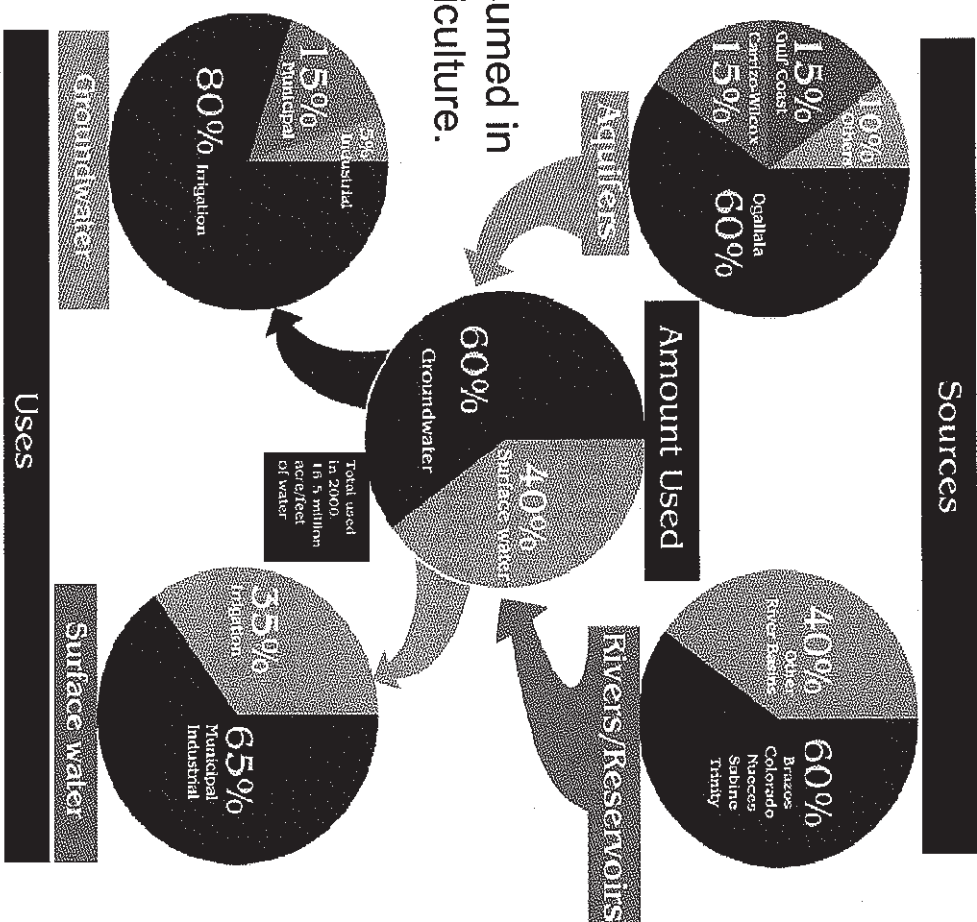 Sources
15%
Gulf Coast
Carrizo-Wilcox
15%
10%
Others
Ogallala
60%
40%
Other
River Basins
60%
Brazos
Colorado
Nueces
Sabine
Trinity
Aquifers
Amount Used
Rivers/Reservoirs
60%
Groundwater
40%
Surface water
Total used
in 2000:
16.5 million
acre/feet
of water
umed in
iculture.
15%
Municipal
5%
Industrial
80% Irrigation
35%
Irrigation
65%
Municipal
Industrial
Groundwater
Surface water
Uses